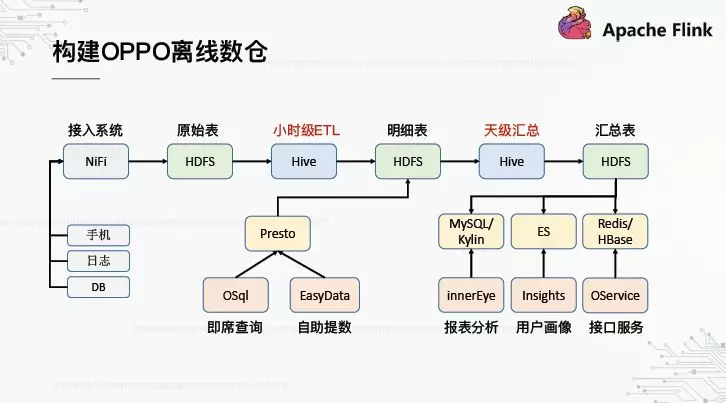 Apache Flink
构建OPPO离线数仓
接入系统
原始表
小时级ETL
明细表
天级汇总
汇总表
NiFi
HDFS
Hive
HDFS
Hive
HDFS
手机
日志
DB
Presto
MySQL/
Kylin
ES
Redis/
HBase
OSql
EasyData
innerEye
Insights
OService
即席查询
自助提数
报表分析
用户画像
接口服务